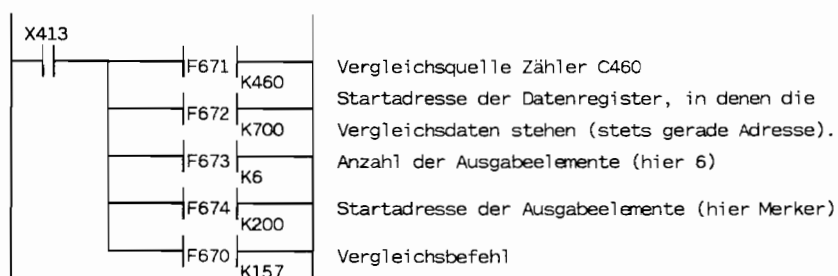 X413
F671 K460 Vergleichsquelle Zähler C460
F672 K700 Startadresse der Datenregister, in denen die
Vergleichsdaten stehen (stets gerade Adresse).
F673 K6 Anzahl der Ausgabeelemente (hier 6)
F674 K200 Startadresse der Ausgabeelemente (hier Merker)
F670 K157 Vergleichsbefehl